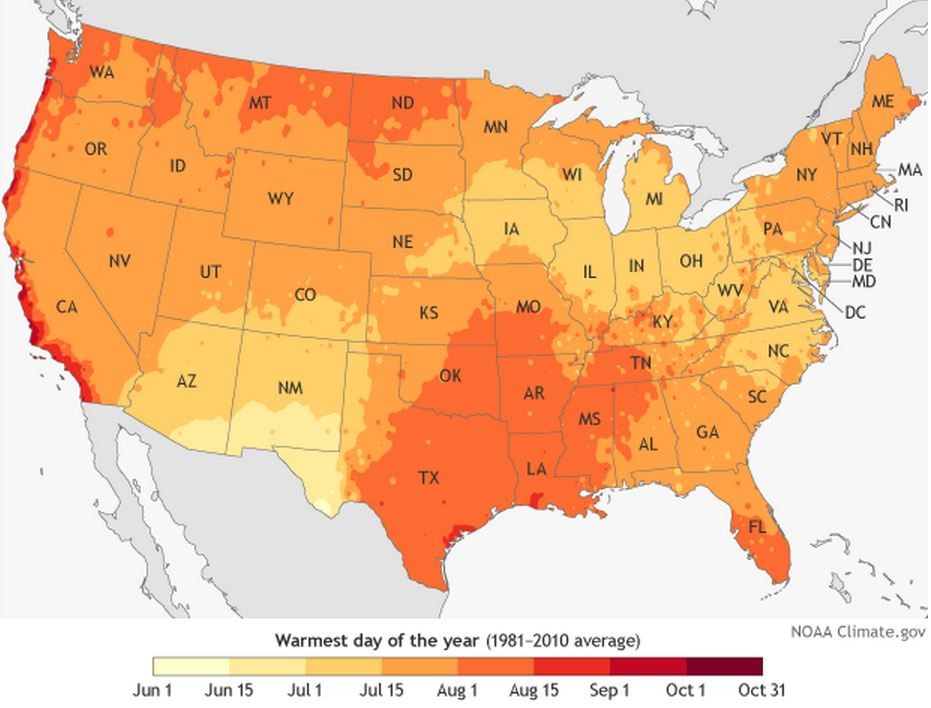 WA
MT
ND
MN
ME
VT
NH
OR
ID
WY
SD
WI
MI
NY
MA
RI
CN
NV
UT
CO
NE
IA
IL
IN
OH
PA
NJ
DE
MD
DC
CA
KS
MO
KY
WV
VA
AZ
NM
OK
AR
TN
NC
SC
MS
AL
GA
TX
LA
FL
NOAA Climate.gov
Warmest day of the year (1981–2010 average)
Jun 1 Jun 15 Jul 1 Jul 15 Aug 1 Aug 15 Sep 1 Oct 1 Oct 31